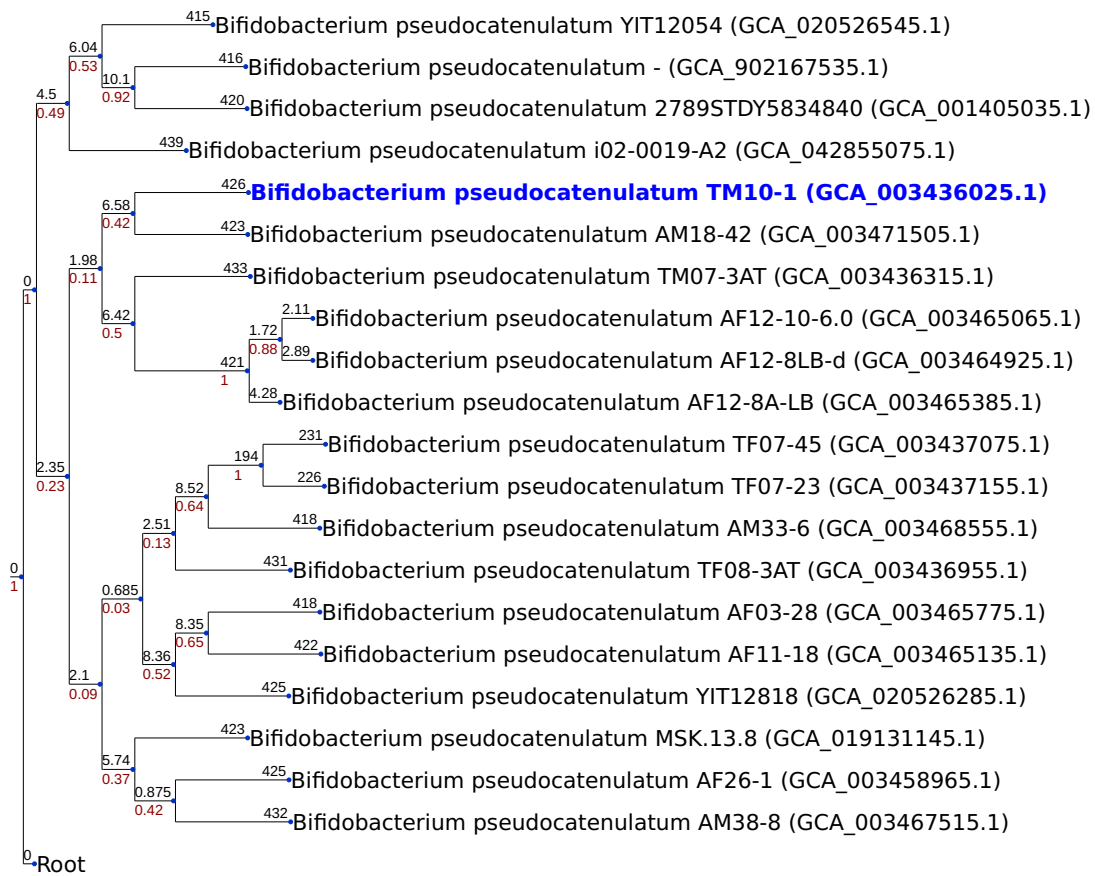 415 Bifidobacterium pseudocatenulatum YIT12054 (GCA_020526545.1)
6.04
0.53
416 Bifidobacterium pseudocatenulatum - (GCA_902167535.1)
10.1
0.92
4.5
0.49
420 Bifidobacterium pseudocatenulatum 2789STDY5834840 (GCA_001405035.1)
439 Bifidobacterium pseudocatenulatum i02-0019-A2 (GCA_042855075.1)
426 Bifidobacterium pseudocatenulatum TM10-1 (GCA_003436025.1)
6.58
0.42
423 Bifidobacterium pseudocatenulatum AM18-42 (GCA_003471505.1)
1.98
0.11
433 Bifidobacterium pseudocatenulatum TM07-3AT (GCA_003436315.1)
0
1
6.42
0.5
2.11 Bifidobacterium pseudocatenulatum AF12-10-6.0 (GCA_003465065.1)
1.72
0.88
2.89 Bifidobacterium pseudocatenulatum AF12-8LB-d (GCA_003464925.1)
421
1
4.28 Bifidobacterium pseudocatenulatum AF12-8A-LB (GCA_003465385.1)
231 Bifidobacterium pseudocatenulatum TF07-45 (GCA_003437075.1)
194
1
2.35
0.23
226 Bifidobacterium pseudocatenulatum TF07-23 (GCA_003437155.1)
8.52
0.64
418 Bifidobacterium pseudocatenulatum AM33-6 (GCA_003468555.1)
2.51
0.13
431 Bifidobacterium pseudocatenulatum TF08-3AT (GCA_003436955.1)
0
1
0.685
0.03
418 Bifidobacterium pseudocatenulatum AF03-28 (GCA_003465775.1)
8.35
0.65
422 Bifidobacterium pseudocatenulatum AF11-18 (GCA_003465135.1)
8.36
0.52
2.1
0.09
425 Bifidobacterium pseudocatenulatum YIT12818 (GCA_020526285.1)
423 Bifidobacterium pseudocatenulatum MSK.13.8 (GCA_019131145.1)
5.74
0.37
425 Bifidobacterium pseudocatenulatum AF26-1 (GCA_003458965.1)
0.875
0.42
432 Bifidobacterium pseudocatenulatum AM38-8 (GCA_003467515.1)
0 Root